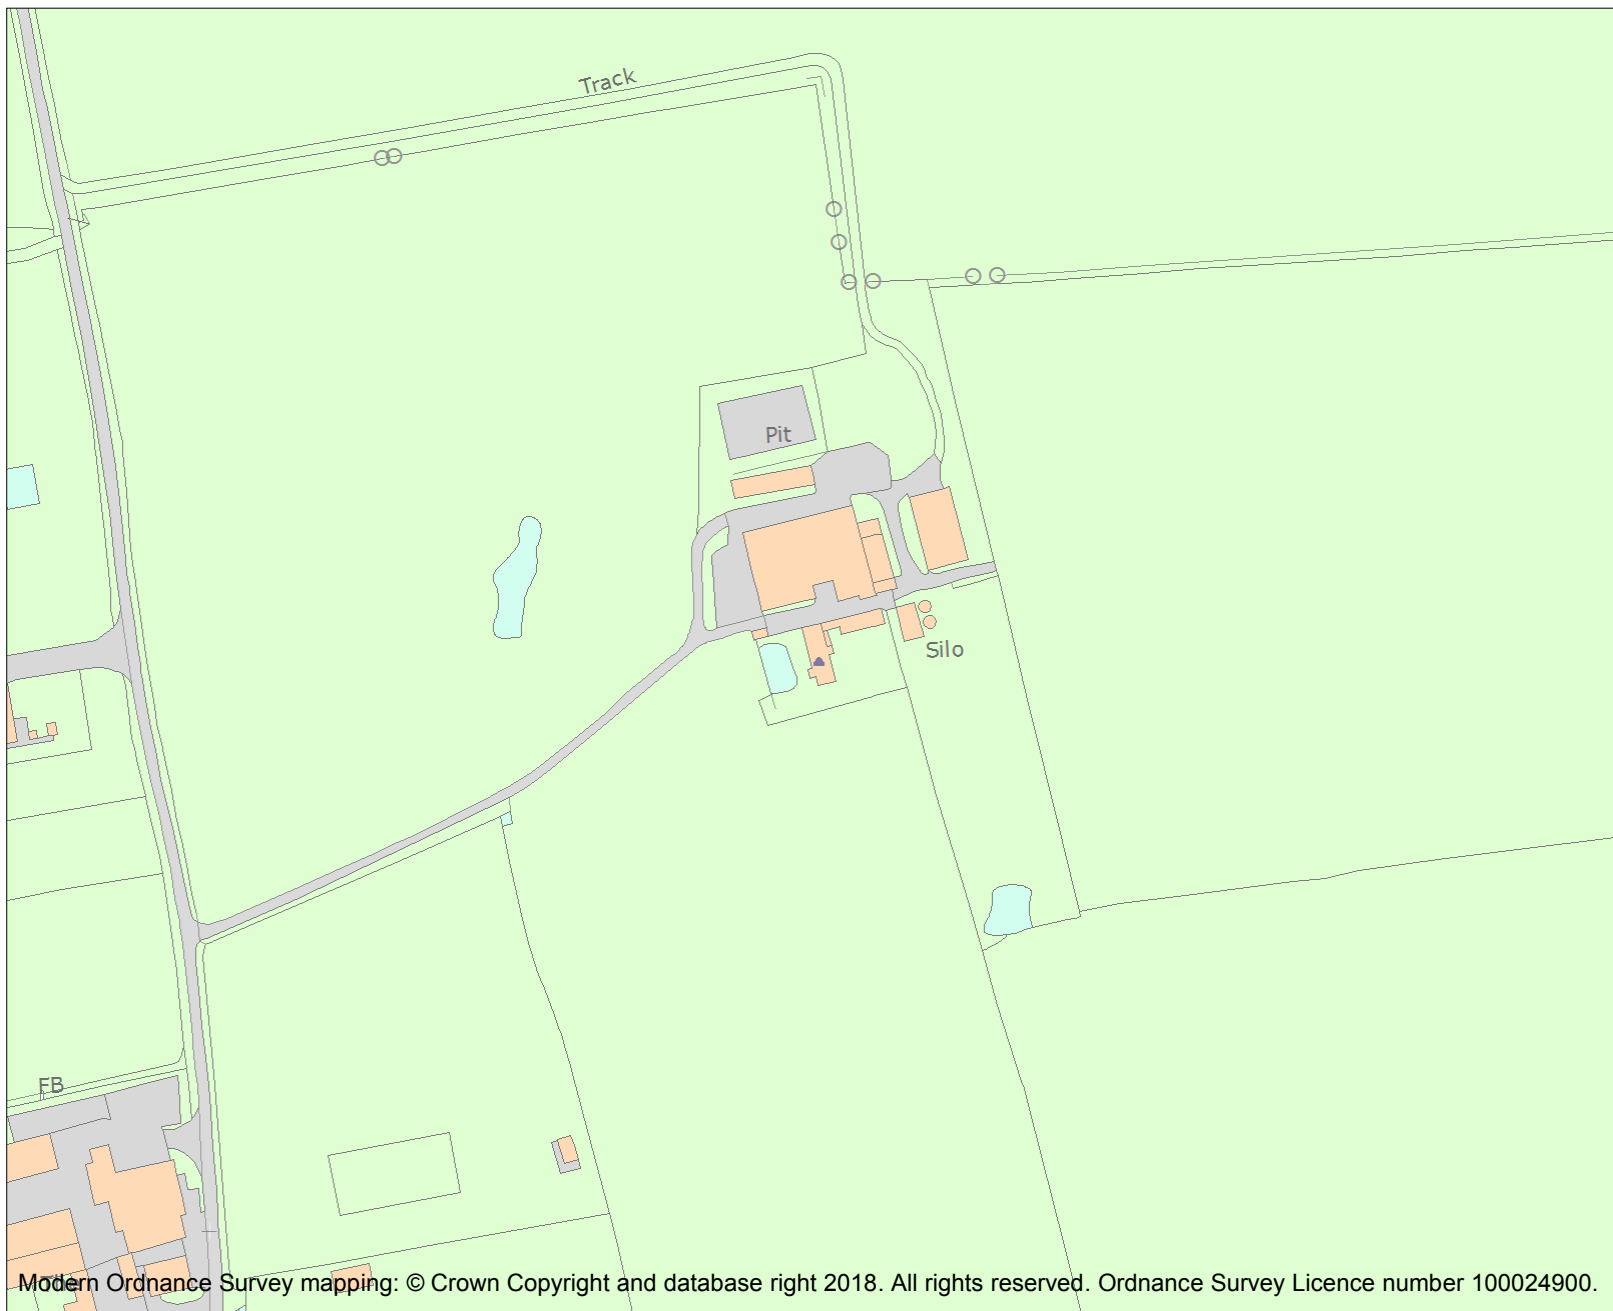 Track
Pit
Silo
FB
Modern Ordnance Survey mapping: © Crown Copyright and database right 2018. All rights reserved. Ordnance Survey Licence number 100024900.